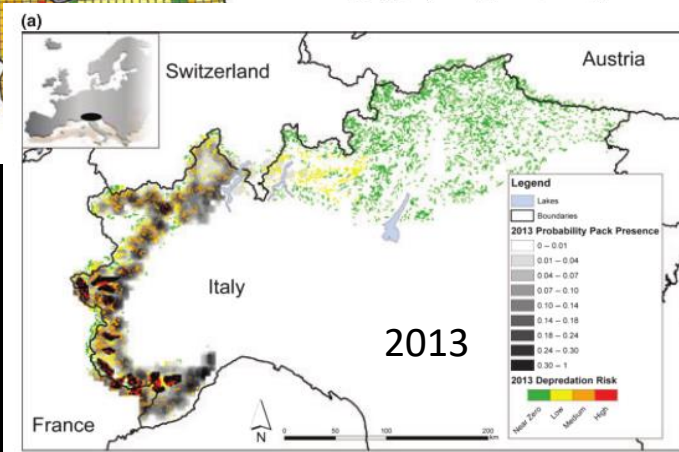 (a)
Switzerland
Austria
Italy
France
2013
N
0 50 100 200
km
Legend
Lakes
Boundaries
2013 Probability Pack Presence
0 – 0.01
0.01 – 0.04
0.04 – 0.07
0.07 – 0.10
0.10 – 0.14
0.14 – 0.18
0.18 – 0.24
0.24 – 0.30
0.30 – 1
2013 Depredation Risk
Near Zero
Low
Medium
High